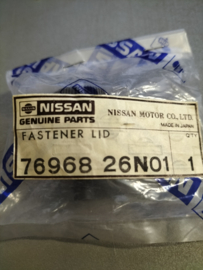 NISSAN
GENUINE PARTS
NISSAN MOTOR CO., LTD.
MADE IN JAPAN
FASTENER LID
QTY
76968 26N01 1